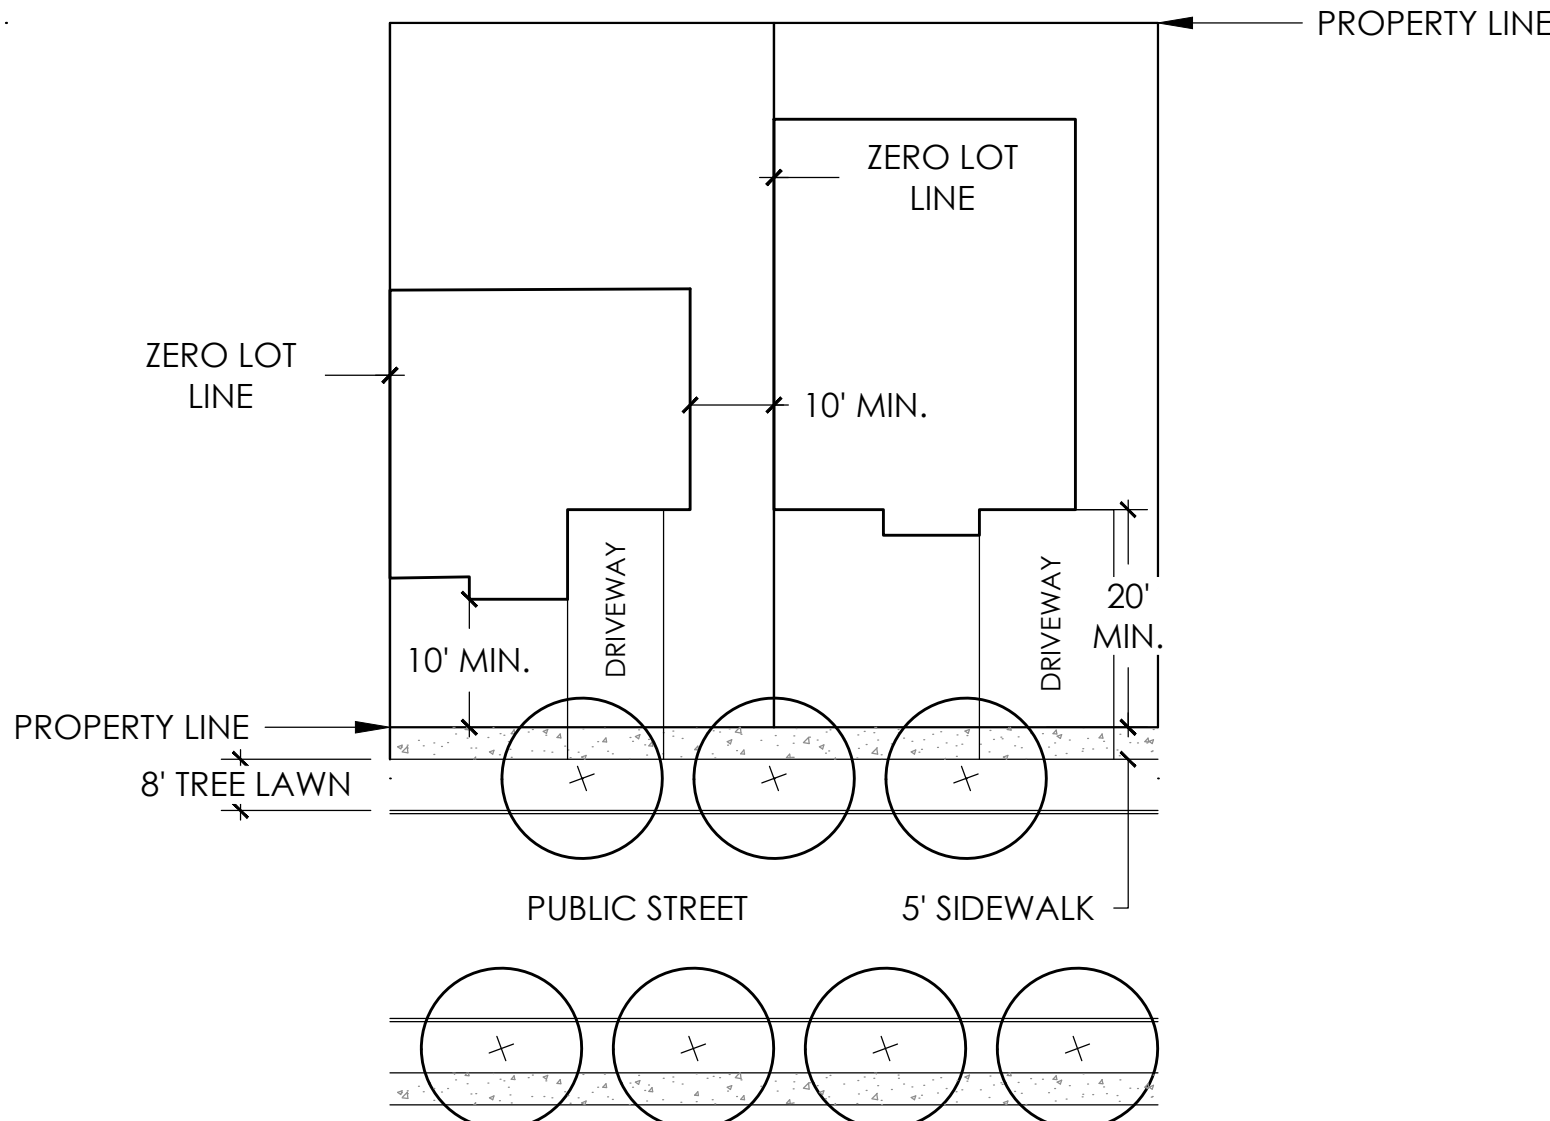 PROPERTY LINE
ZERO LOT
LINE
ZERO LOT
LINE
10' MIN.
DRIVEWAY
DRIVEWAY
20'
MIN.
10' MIN.
PROPERTY LINE
8' TREE LAWN
PUBLIC STREET
5' SIDEWALK